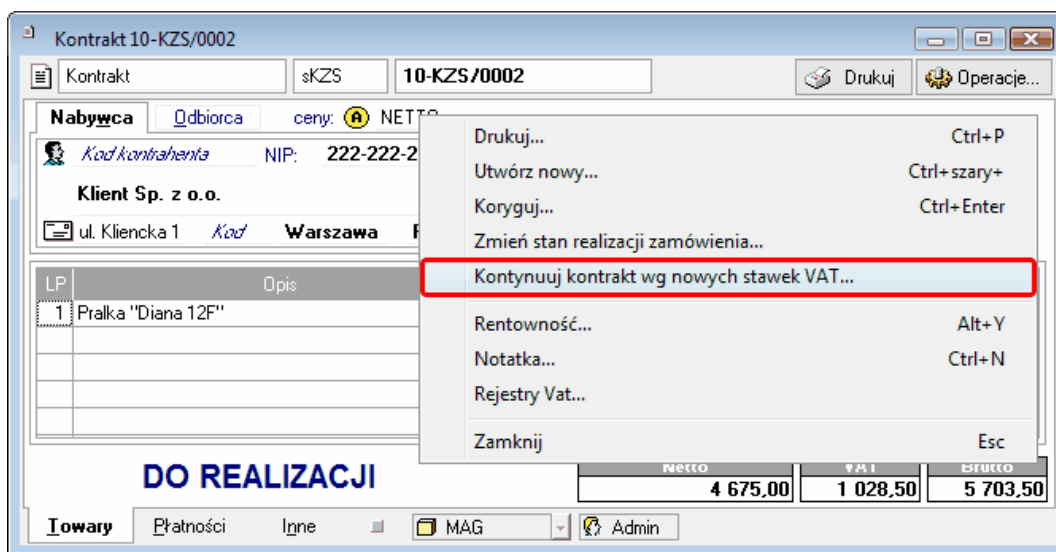 Kontrakt 10-KZS/0002
Kontrakt sKZS 10-KZS/0002 Drukuj Operacje...
Nabywca Odbiorca ceny: A NETTO
Kod kontrahenta NIP: 222-222-2
Klient Sp. z o.o.
ul. Kliencka 1 Kod Warszawa
LP Opis
1 Pralka "Diana 12F"
Drukuj... Ctrl+P
Utwórz nowy... Ctrl+szary+
Koryguj... Ctrl+Enter
Zmień stan realizacji zamówienia...
Kontynuuj kontrakt wg nowych stawek VAT...
Rentowność... Alt+Y
Notatka... Ctrl+N
Rejestry Vat...
Zamknij Esc
DO REALIZACJI
Netto VAT Brutto
4 675,00 1 028,50 5 703,50
Towary Płatności Inne MAG Admin